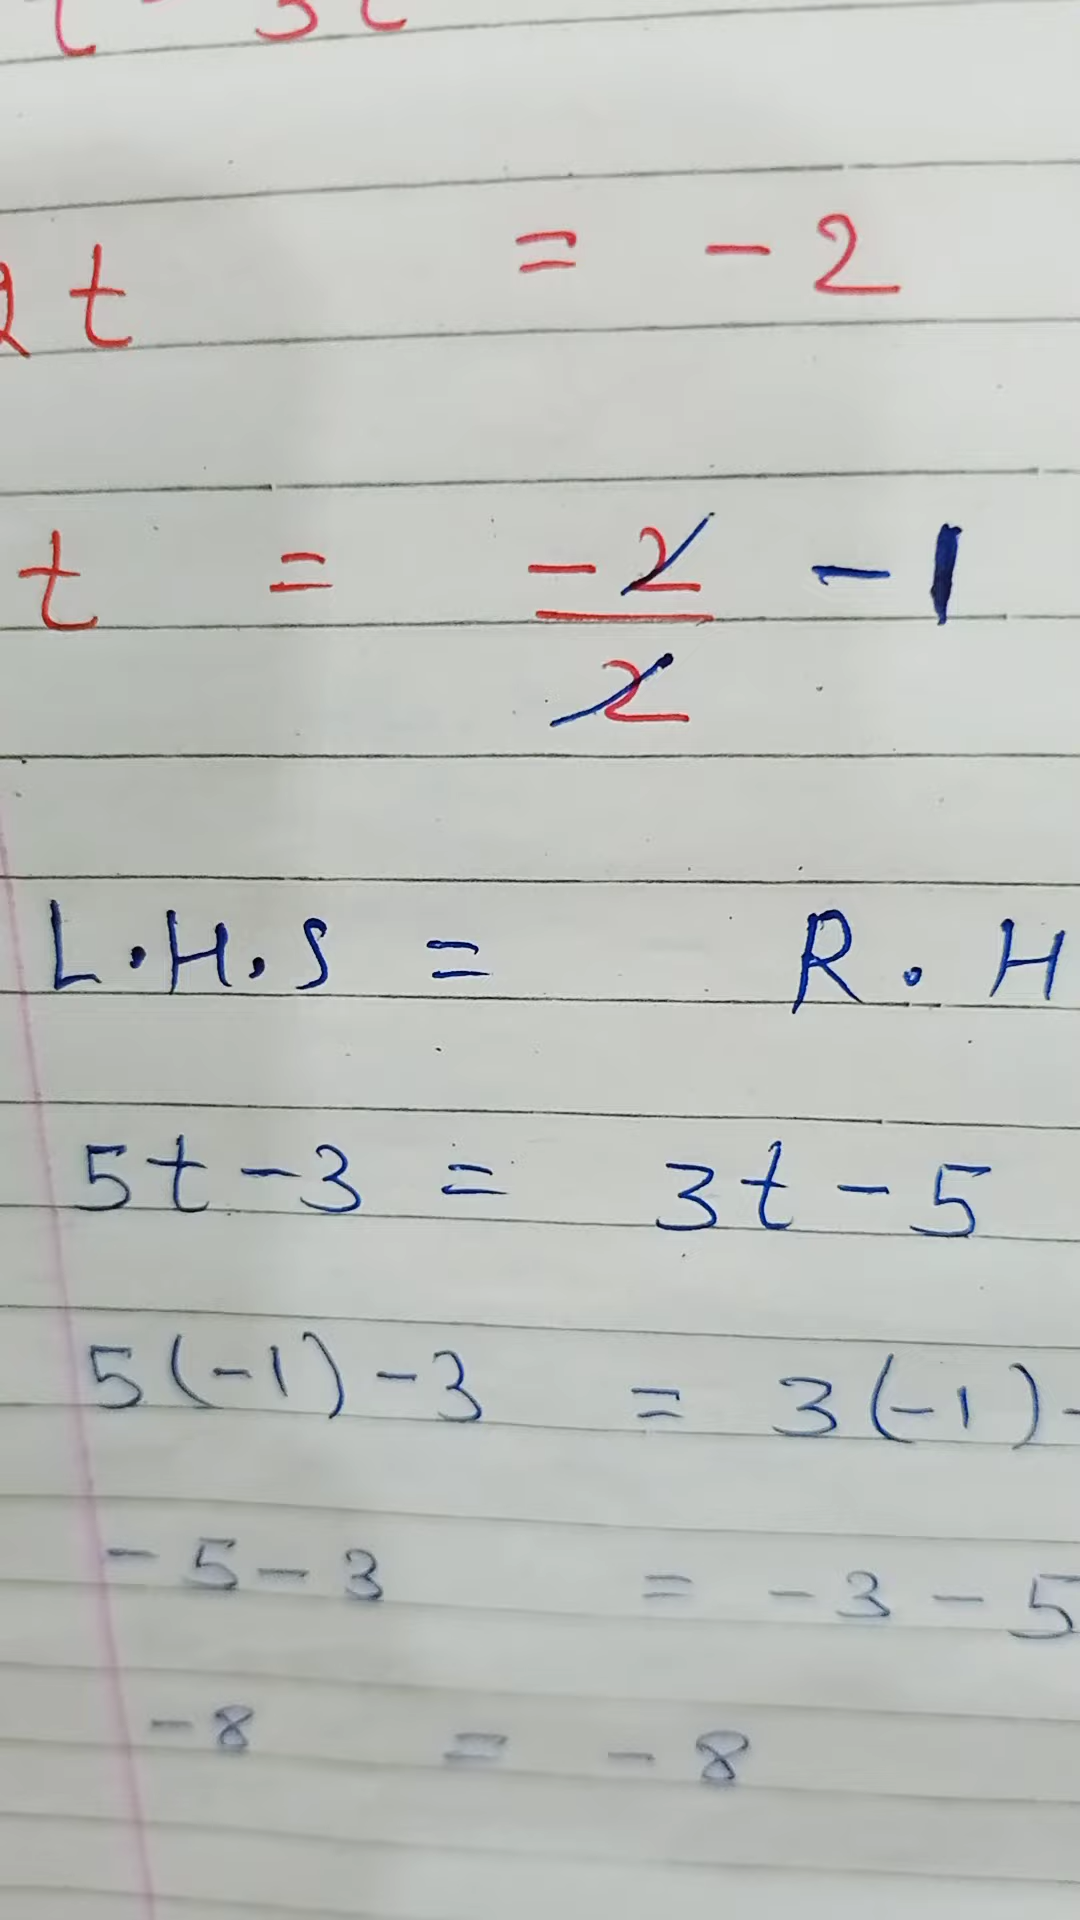 t - 3t
2t = -2
t = -2/2 -1
L.H.S = R.H
5t-3 = 3t-5
5(-1)-3 = 3(-1)-
-5-3 = -3-5
-8 = -8